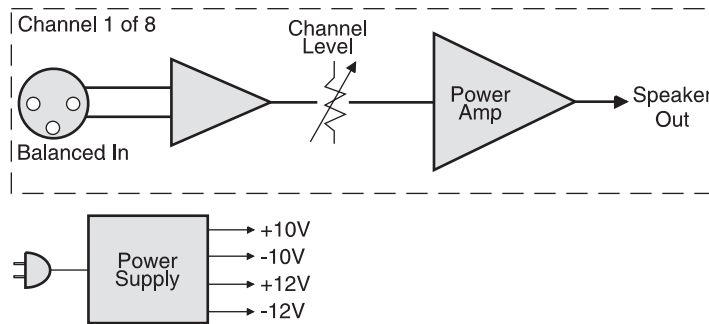 Channel 1 of 8
Channel
Level
Balanced In
Power
Amp
Speaker
Out
Power
Supply
+10V
-10V
+12V
-12V